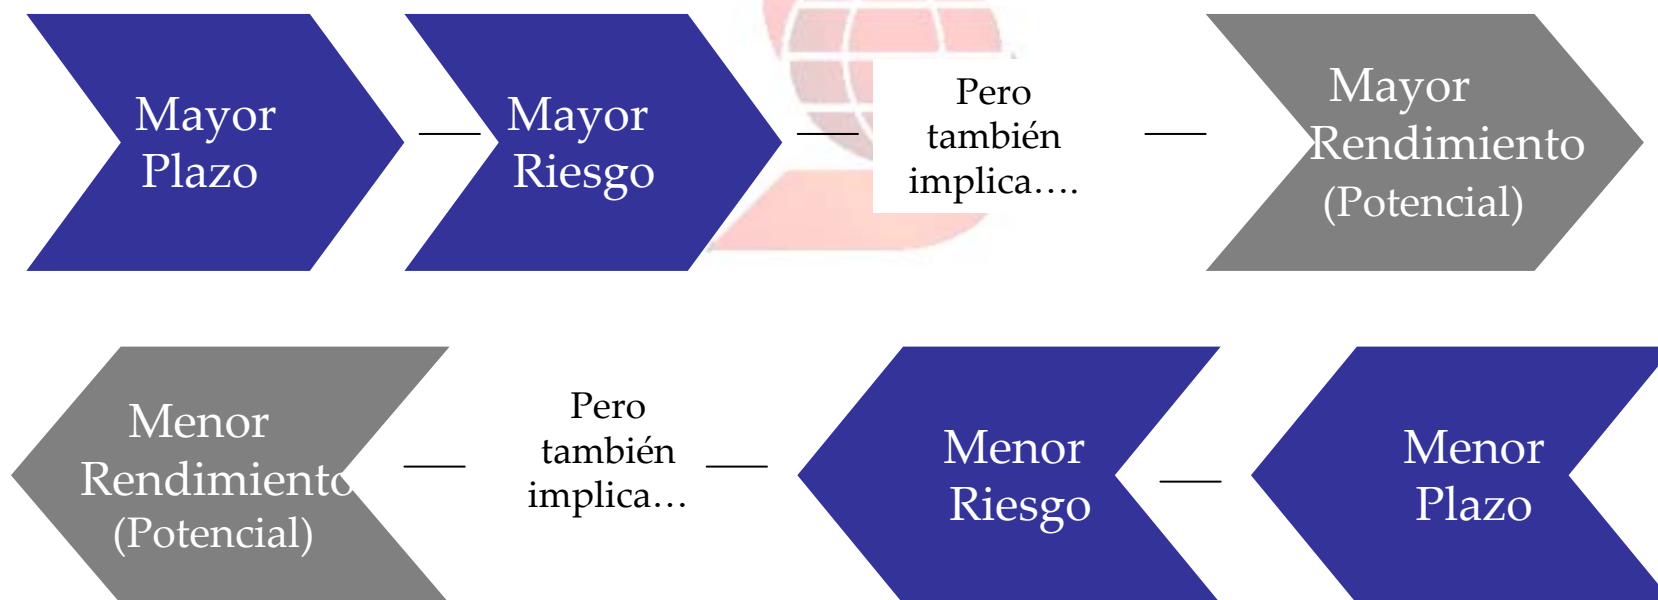 Mayor
Plazo
Mayor
Riesgo
Pero
también
implica….
Mayor
Rendimiento
(Potencial)
Menor
Rendimiento
(Potencial)
Pero
también
implica…
Menor
Riesgo
Menor
Plazo